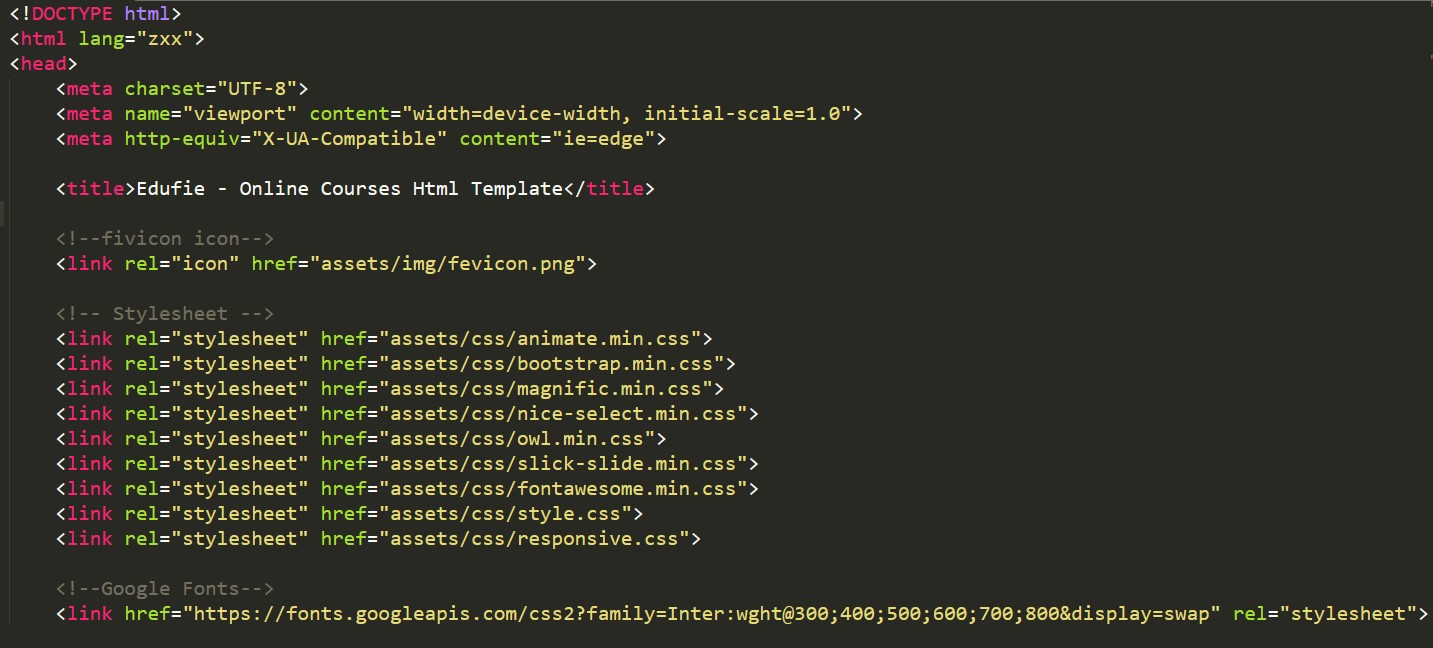 <!DOCTYPE html>
<html lang="zxx">
<head>
    <meta charset="UTF-8">
    <meta name="viewport" content="width=device-width, initial-scale=1.0">
    <meta http-equiv="X-UA-Compatible" content="ie=edge">

    <title>Edufie - Online Courses Html Template</title>

    <!--fivicon icon-->
    <link rel="icon" href="assets/img/fevicon.png">

    <!-- Stylesheet -->
    <link rel="stylesheet" href="assets/css/animate.min.css">
    <link rel="stylesheet" href="assets/css/bootstrap.min.css">
    <link rel="stylesheet" href="assets/css/magnific.min.css">
    <link rel="stylesheet" href="assets/css/nice-select.min.css">
    <link rel="stylesheet" href="assets/css/owl.min.css">
    <link rel="stylesheet" href="assets/css/slick-slide.min.css">
    <link rel="stylesheet" href="assets/css/fontawesome.min.css">
    <link rel="stylesheet" href="assets/css/style.css">
    <link rel="stylesheet" href="assets/css/responsive.css">

    <!--Google Fonts-->
    <link href="https://fonts.googleapis.com/css2?family=Inter:wght@300;400;500;600;700;800&display=swap" rel="stylesheet">